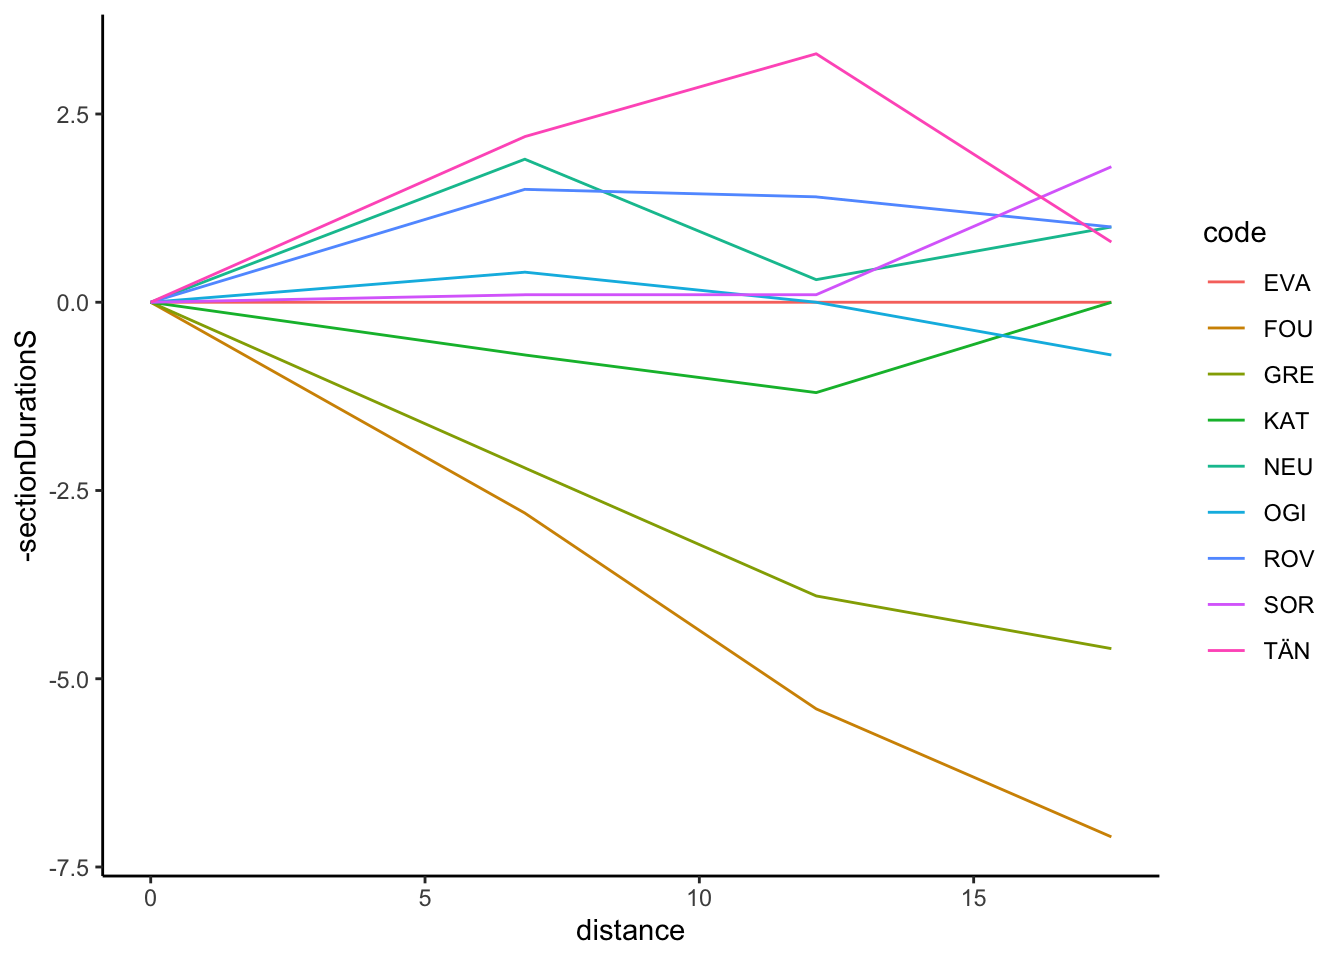 2.5
0.0
-2.5
-5.0
-7.5
-sectionDurationS
0 5 10 15
distance
code
EVA
FOU
GRE
KAT
NEU
OGI
ROV
SOR
TÄN